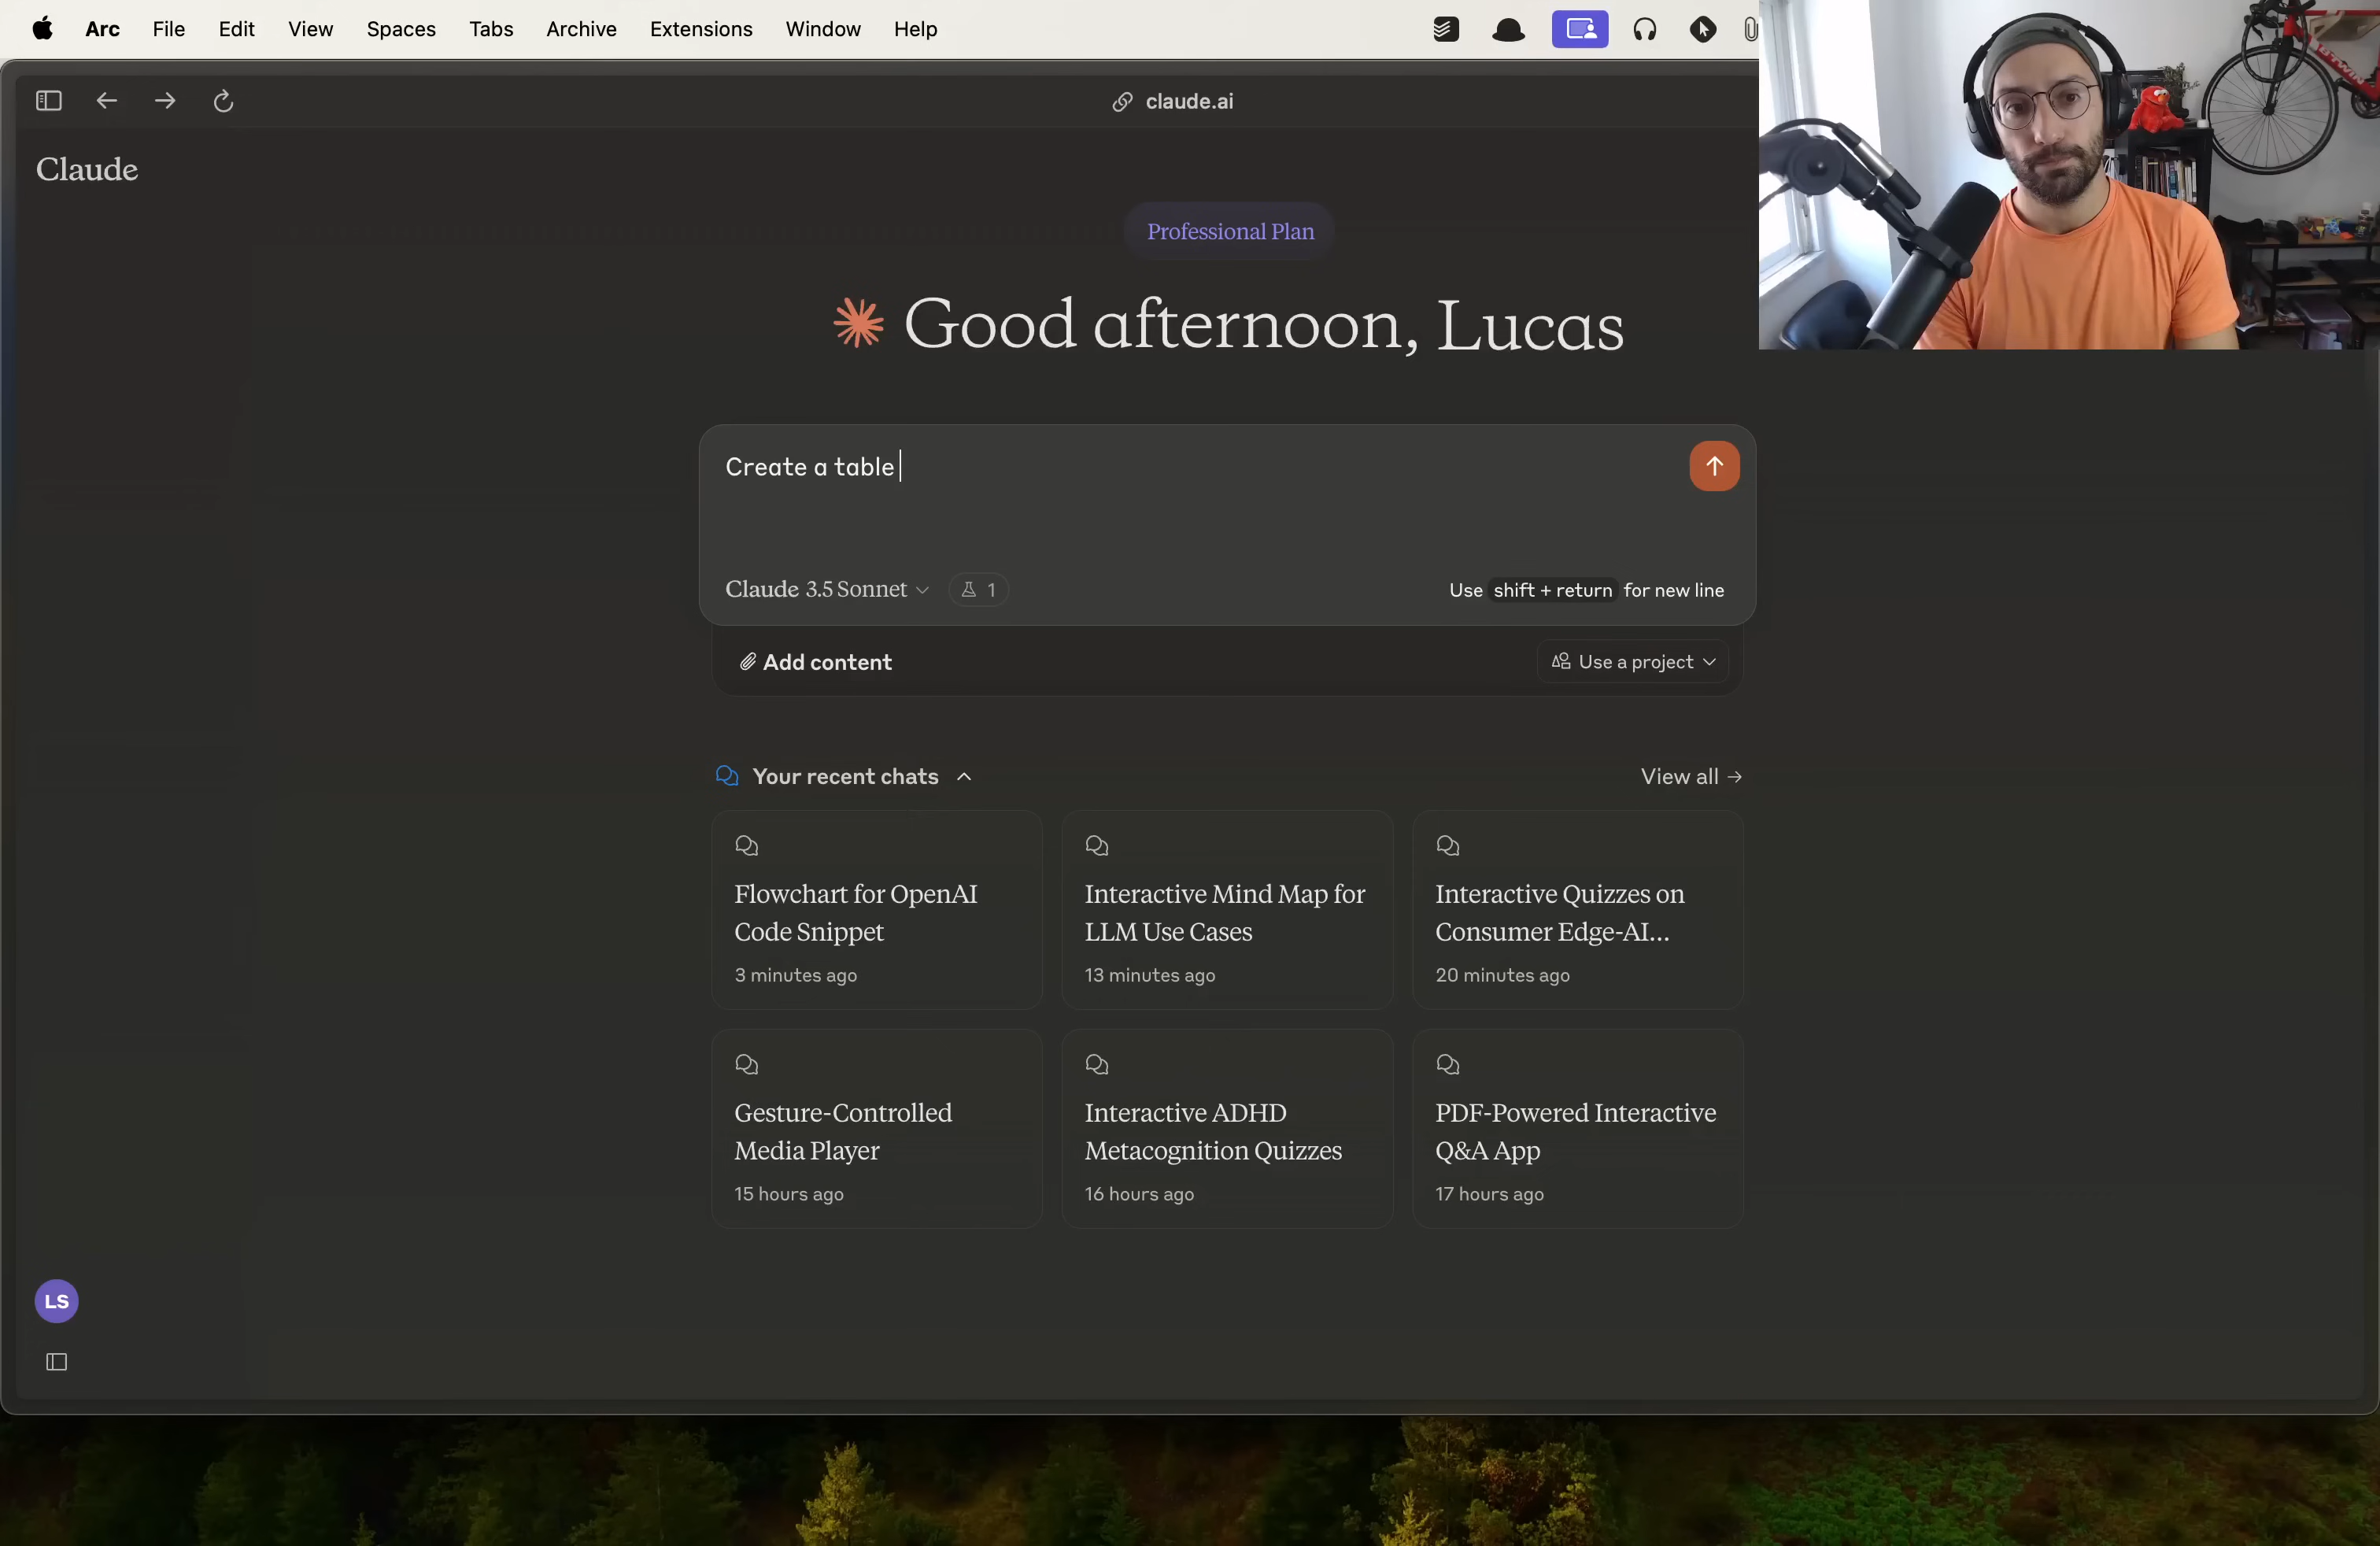 Arc File Edit View Spaces Tabs Archive Extensions Window Help
claude.ai
Claude
Professional Plan
Good afternoon, Lucas
Create a table
Claude 3.5 Sonnet 1 Use shift + return for new line
Add content Use a project
Your recent chats View all →
Flowchart for OpenAI
Code Snippet
3 minutes ago
Interactive Mind Map for
LLM Use Cases
13 minutes ago
Interactive Quizzes on
Consumer Edge-AI...
20 minutes ago
Gesture-Controlled
Media Player
15 hours ago
Interactive ADHD
Metacognition Quizzes
16 hours ago
PDF-Powered Interactive
Q&A App
17 hours ago
LS